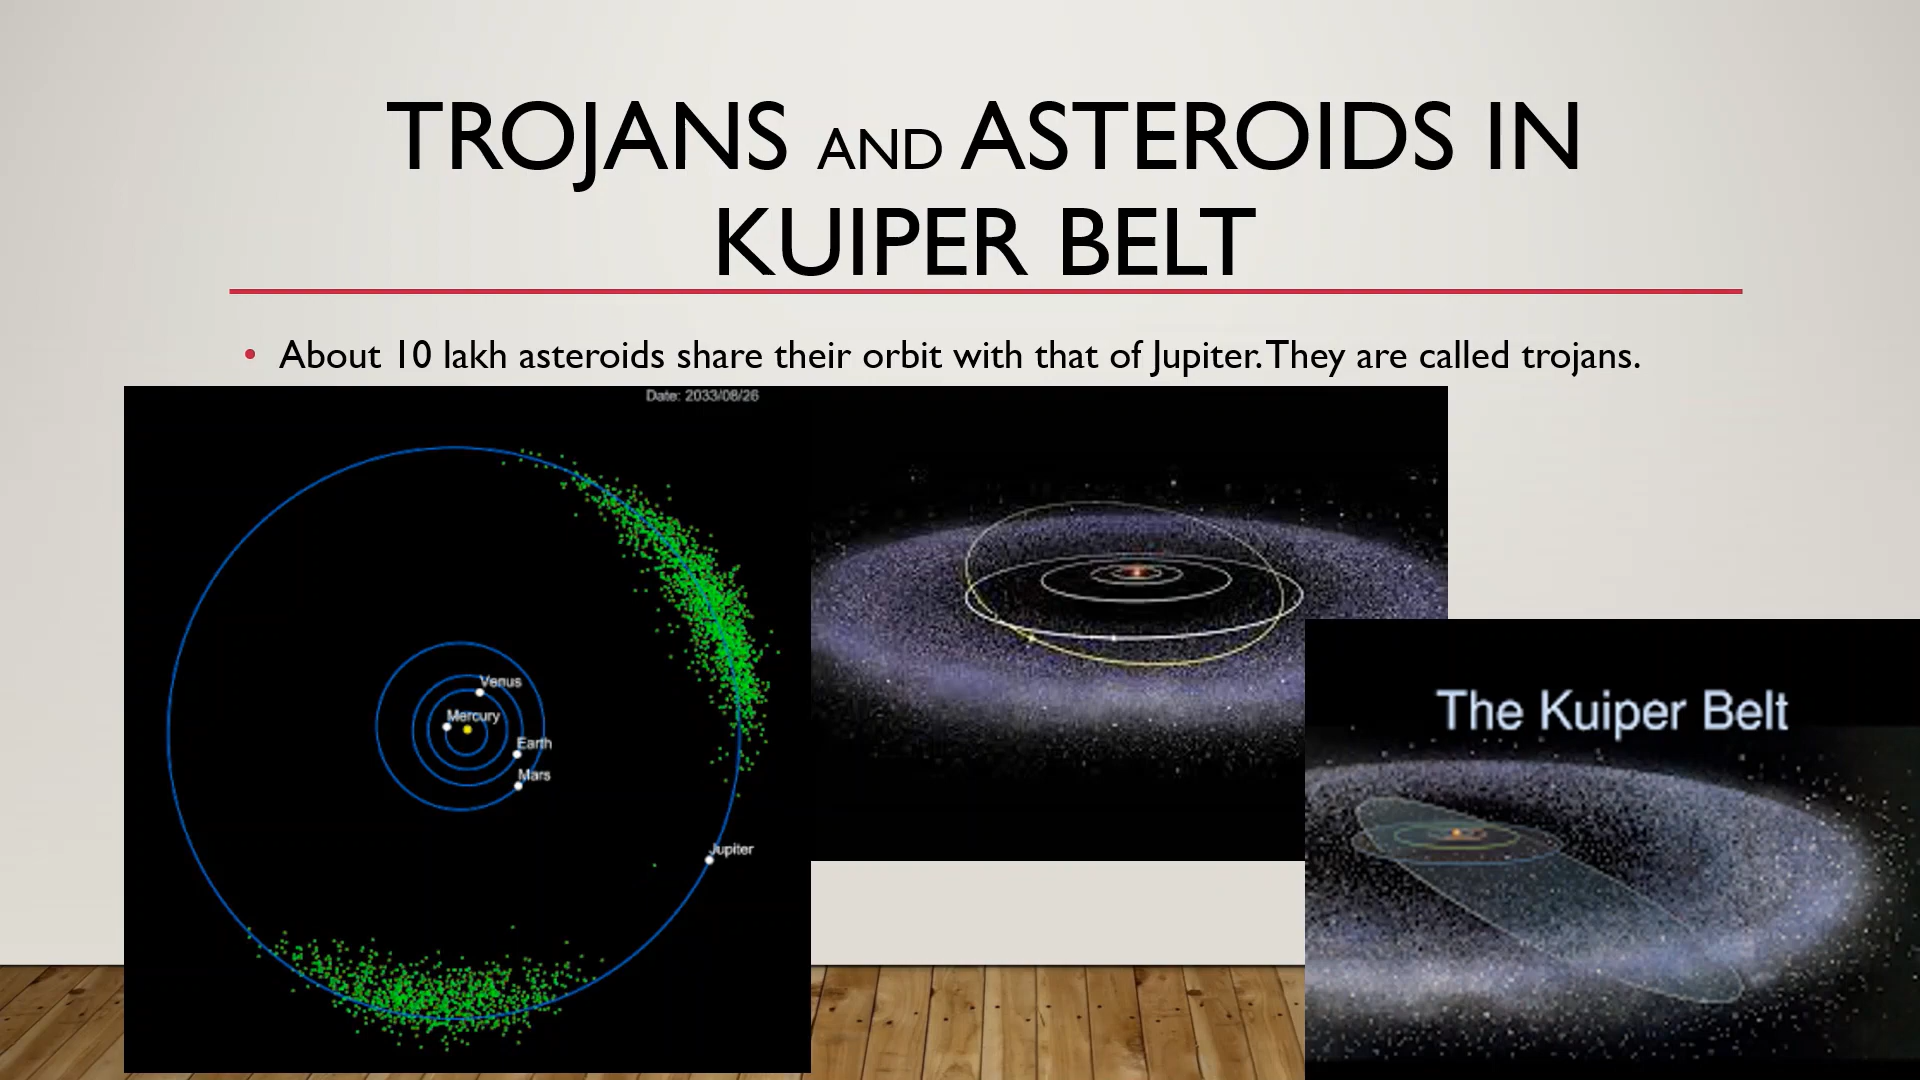 TROJANS AND ASTEROIDS IN
KUIPER BELT
• About 10 lakh asteroids share their orbit with that of Jupiter. They are called trojans.
Date: 2033/08/26
Venus
Mercury
Earth
Mars
Jupiter
The Kuiper Belt